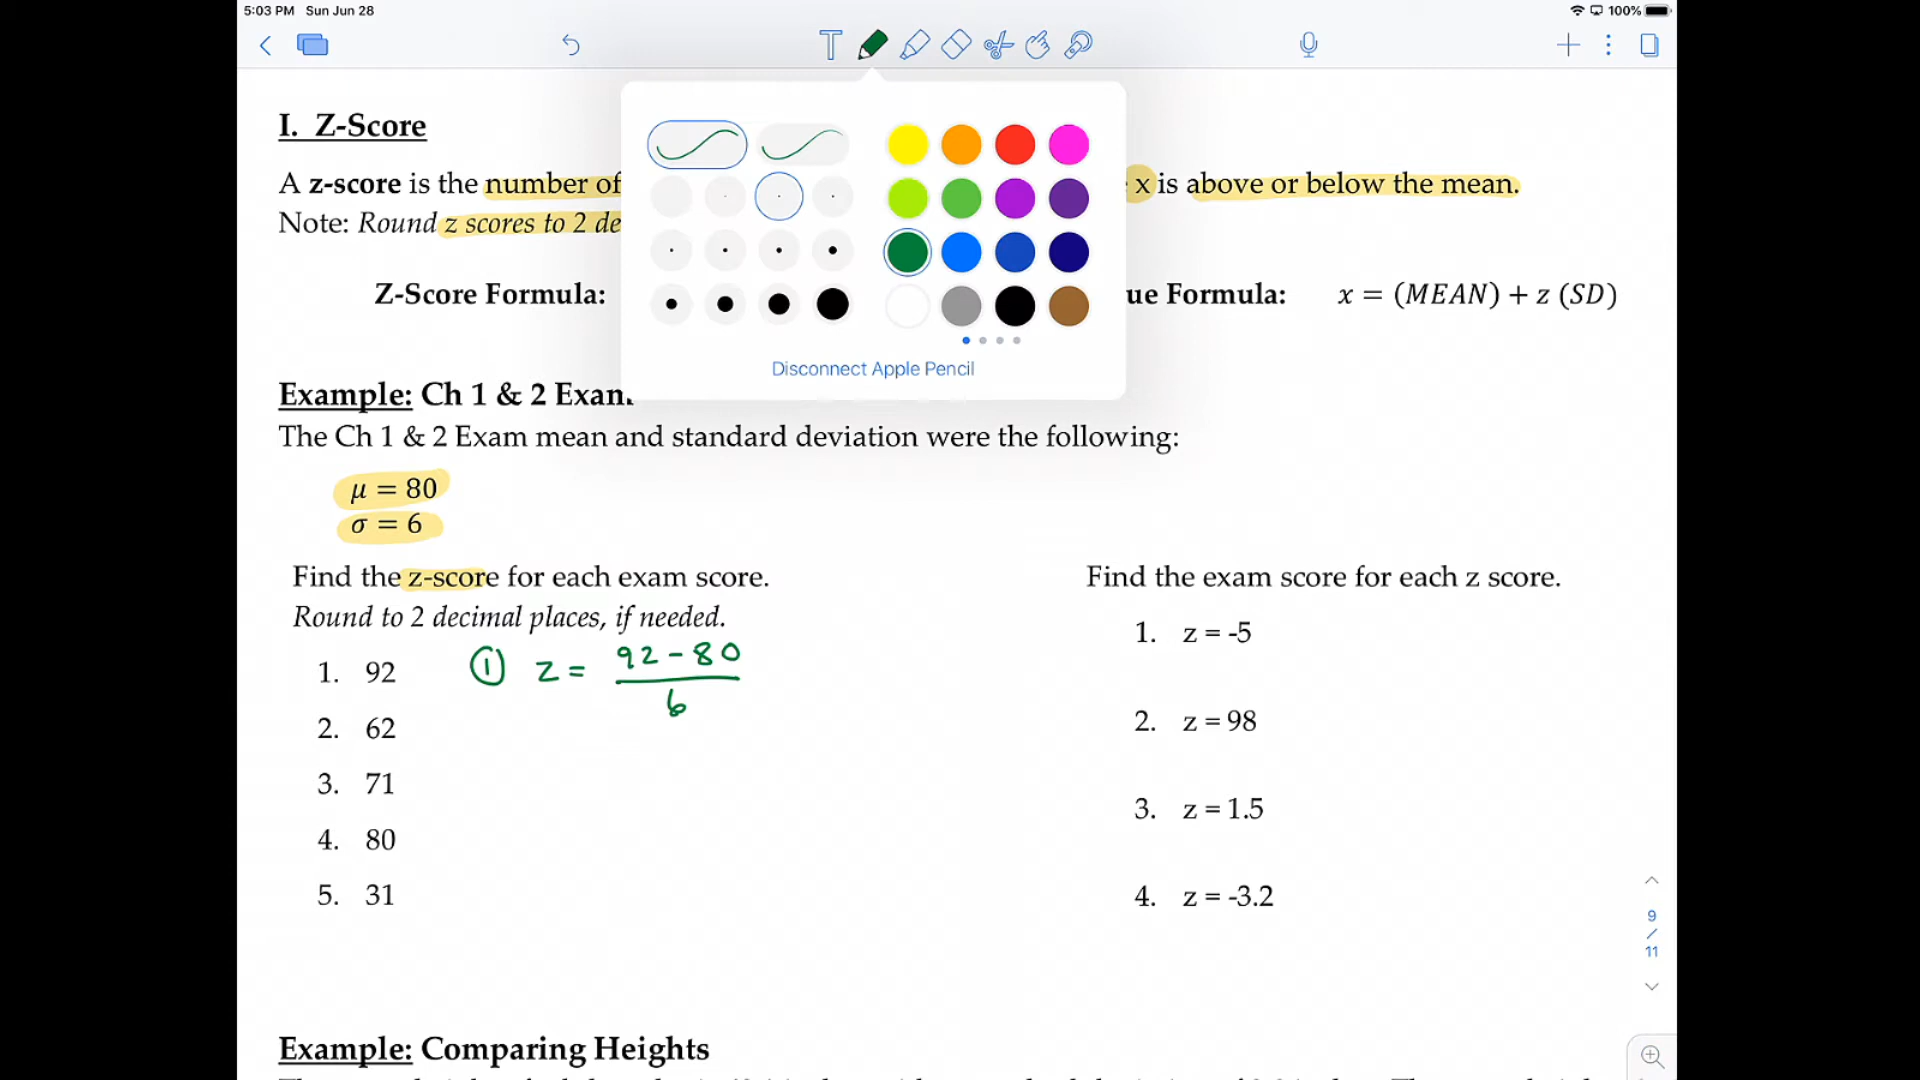 5:03 PM Sun Jun 28
100%
I. Z-Score
A z-score is the number of x is above or below the mean.
Note: Round z scores to 2 de
Z-Score Formula: ue Formula: x = (MEAN) + z (SD)
Disconnect Apple Pencil
Example: Ch 1 & 2 Exam
The Ch 1 & 2 Exam mean and standard deviation were the following:
μ = 80
σ = 6
Find the z-score for each exam score.
Round to 2 decimal places, if needed.
1. 92
① z = 92 - 80 / 6
2. 62
3. 71
4. 80
5. 31
Find the exam score for each z score.
1. z = -5
2. z = 98
3. z = 1.5
4. z = -3.2
9
/
11
Example: Comparing Heights